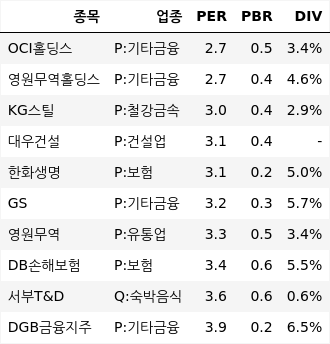 종목 업종 PER PBR DIV
OCI홀딩스 P:기타금융 2.7 0.5 3.4%
영원무역홀딩스 P:기타금융 2.7 0.4 4.6%
KG스틸 P:철강금속 3.0 0.4 2.9%
대우건설 P:건설업 3.1 0.4 -
한화생명 P:보험 3.1 0.2 5.0%
GS P:기타금융 3.2 0.3 5.7%
영원무역 P:유통업 3.3 0.5 3.4%
DB손해보험 P:보험 3.4 0.6 5.5%
서부T&D Q:숙박음식 3.6 0.6 0.6%
DGB금융지주 P:기타금융 3.9 0.2 6.5%